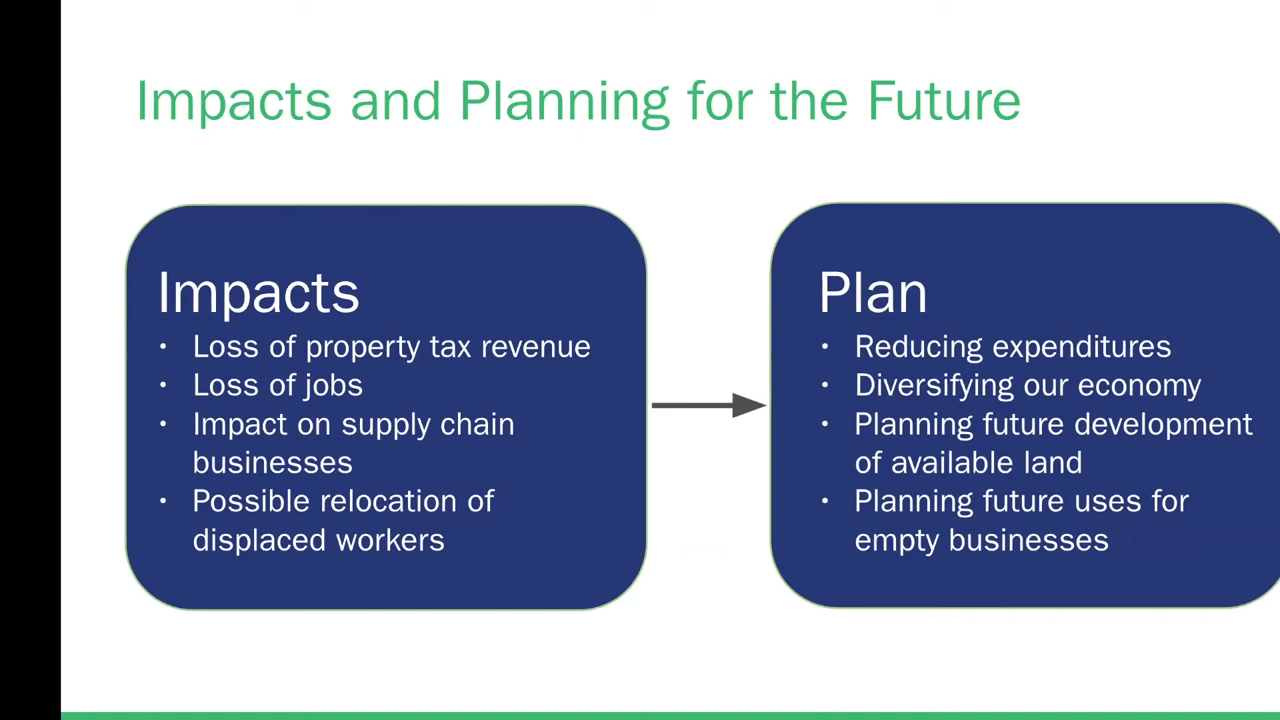 Impacts and Planning for the Future
Impacts
• Loss of property tax revenue
• Loss of jobs
• Impact on supply chain
businesses
• Possible relocation of
displaced workers
Plan
• Reducing expenditures
• Diversifying our economy
• Planning future development
of available land
• Planning future uses for
empty businesses